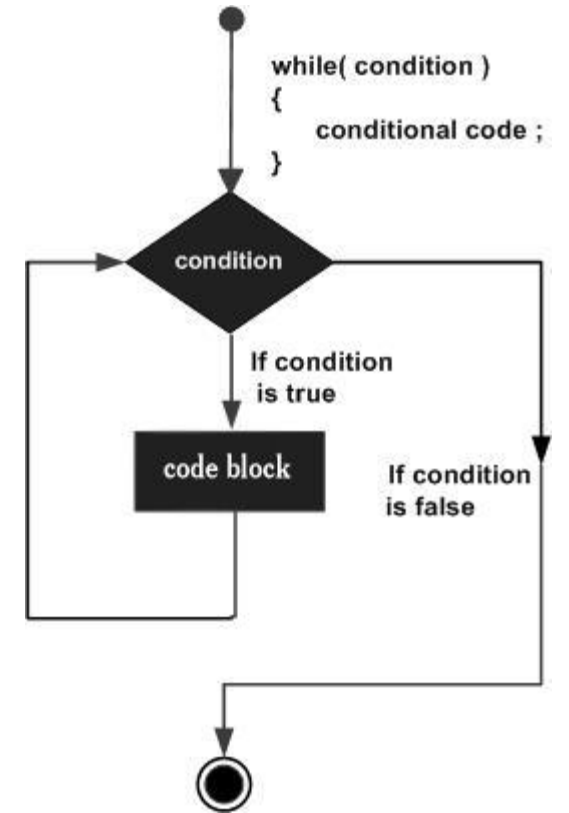 while( condition )
{
conditional code ;
}
condition
If condition
is true
code block
If condition
is false